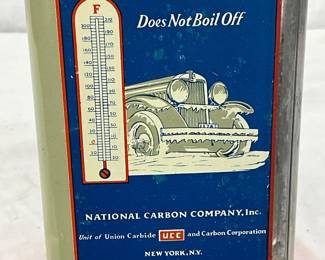 F
Does Not Boil Off
NATIONAL CARBON COMPANY, Inc.
Unit of Union Carbide UCC and Carbon Corporation
NEW YORK, N.Y.